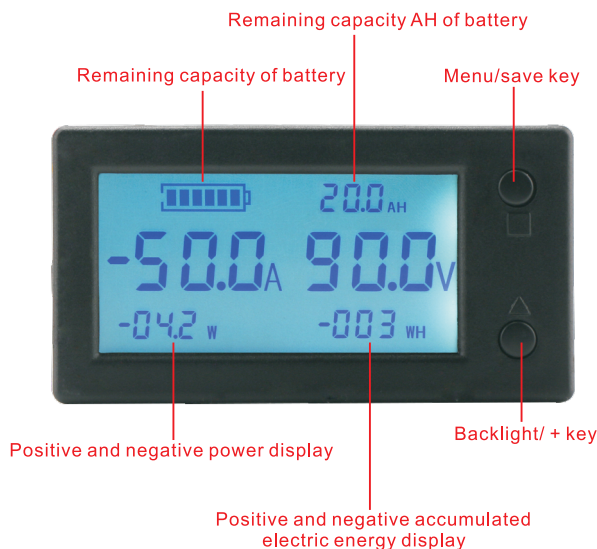 Remaining capacity AH of battery
Remaining capacity of battery
Menu/save key
20.0 AH
-50.0A 90.0V
-04.2 W -003 WH
Backlight/ + key
Positive and negative power display
Positive and negative accumulated
electric energy display